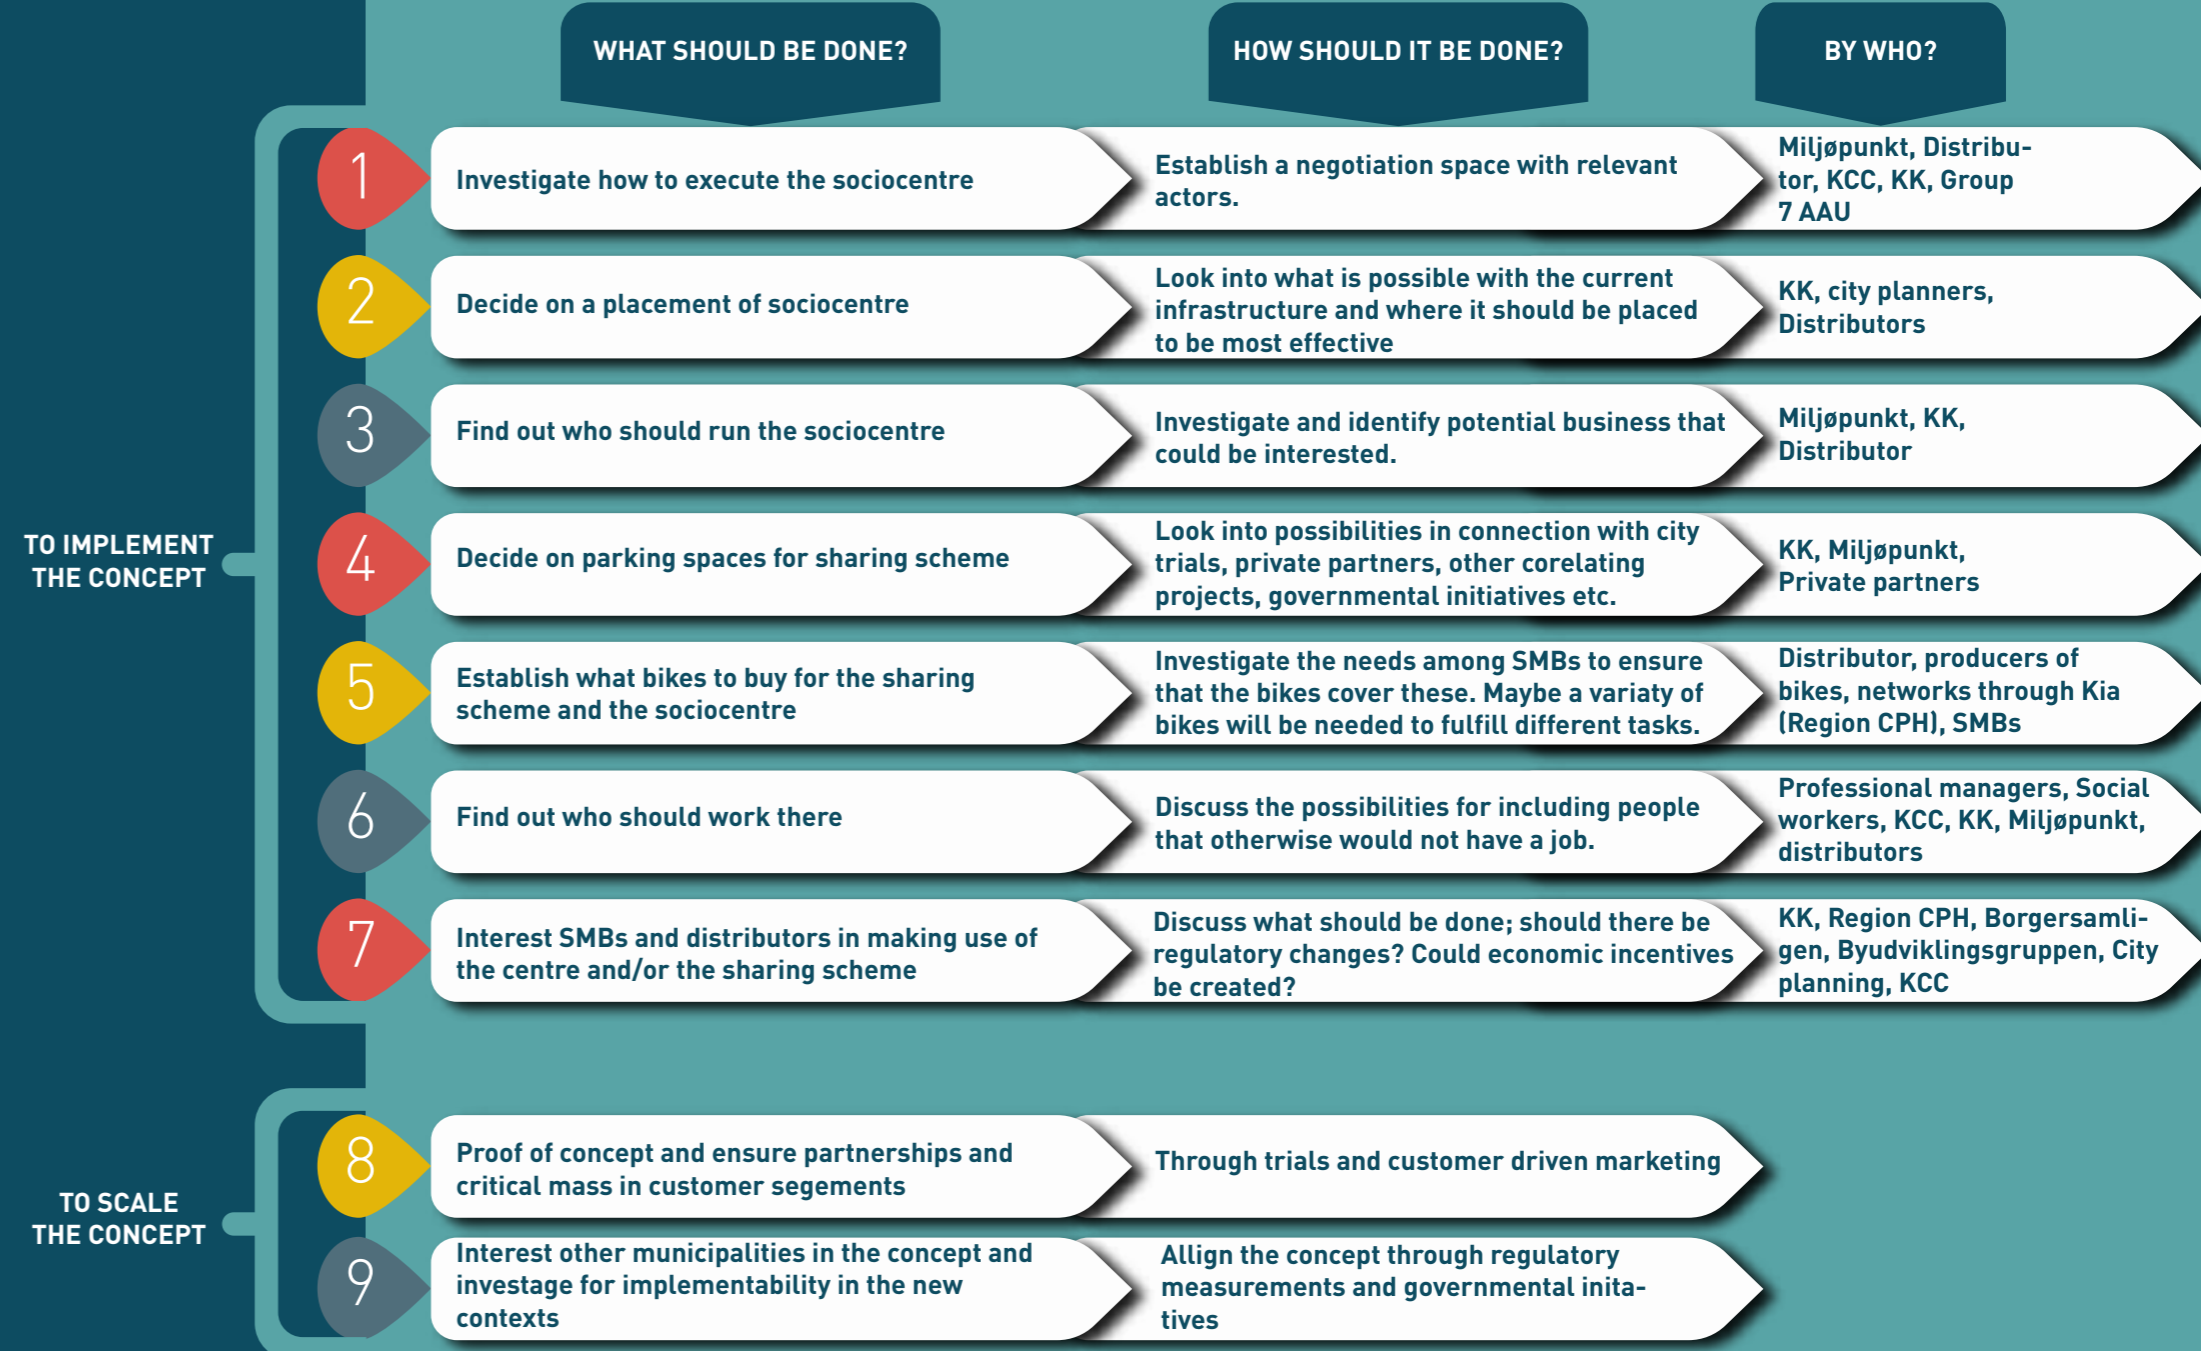 WHAT SHOULD BE DONE?
HOW SHOULD IT BE DONE?
BY WHO?
TO IMPLEMENT
THE CONCEPT
1
Investigate how to execute the sociocentre
Establish a negotiation space with relevant
actors.
Miljøpunkt, Distribu-
tor, KCC, KK, Group
7 AAU
2
Decide on a placement of sociocentre
Look into what is possible with the current
infrastructure and where it should be placed
to be most effective
KK, city planners,
Distributors
3
Find out who should run the sociocentre
Investigate and identify potential business that
could be interested.
Miljøpunkt, KK,
Distributor
4
Decide on parking spaces for sharing scheme
Look into possibilities in connection with city
trials, private partners, other corelating
projects, governmental initiatives etc.
KK, Miljøpunkt,
Private partners
5
Establish what bikes to buy for the sharing
scheme and the sociocentre
Investigate the needs among SMBs to ensure
that the bikes cover these. Maybe a variaty of
bikes will be needed to fulfill different tasks.
Distributor, producers of
bikes, networks through Kia
(Region CPH), SMBs
6
Find out who should work there
Discuss the possibilities for including people
that otherwise would not have a job.
Professional managers, Social
workers, KCC, KK, Miljøpunkt,
distributors
7
Interest SMBs and distributors in making use of
the centre and/or the sharing scheme
Discuss what should be done; should there be
regulatory changes? Could economic incentives
be created?
KK, Region CPH, Borgersamli-
gen, Byudviklingsgruppen, City
planning, KCC
TO SCALE
THE CONCEPT
8
Proof of concept and ensure partnerships and
critical mass in customer segements
Through trials and customer driven marketing
9
Interest other municipalities in the concept and
investage for implementability in the new
contexts
Allign the concept through regulatory
measurements and governmental inita-
tives